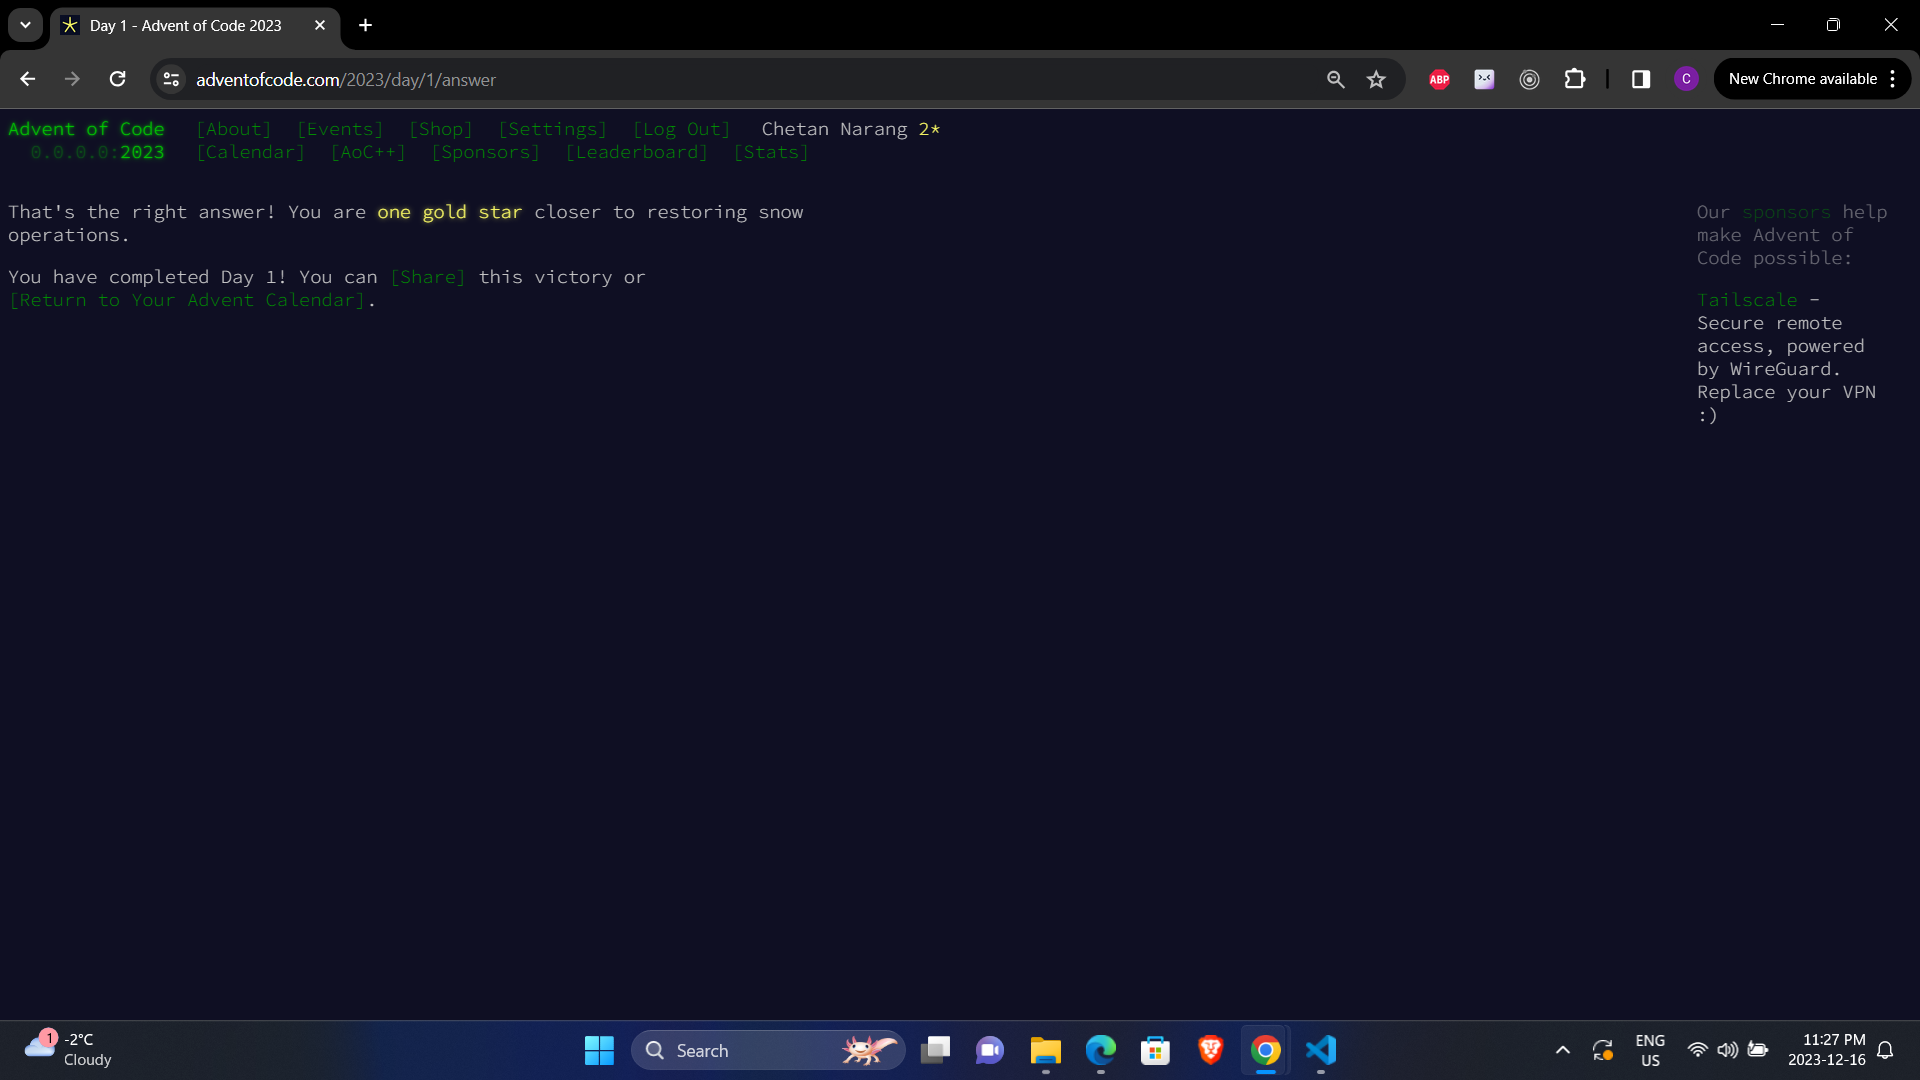 Day 1 - Advent of Code 2023
adventofcode.com/2023/day/1/answer
ABP
C
New Chrome available
Advent of Code [About] [Events] [Shop] [Settings] [Log Out] Chetan Narang 2*
0.0.0.0:2023 [Calendar] [AoC++] [Sponsors] [Leaderboard] [Stats]
That's the right answer! You are one gold star closer to restoring snow
operations.
You have completed Day 1! You can [Share] this victory or
[Return to Your Advent Calendar].
Our sponsors help
make Advent of
Code possible:
Tailscale -
Secure remote
access, powered
by WireGuard.
Replace your VPN
:)
1
-2°C
Cloudy
Search
ENG
US
11:27 PM
2023-12-16